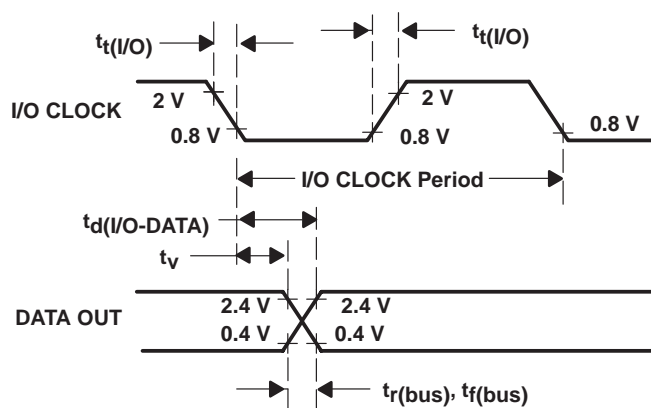 tt(I/O)
tt(I/O)
I/O CLOCK
2 V
2 V
0.8 V
0.8 V
0.8 V
I/O CLOCK Period
td(I/O-DATA)
tv
DATA OUT
2.4 V
2.4 V
0.4 V
0.4 V
tr(bus), tf(bus)